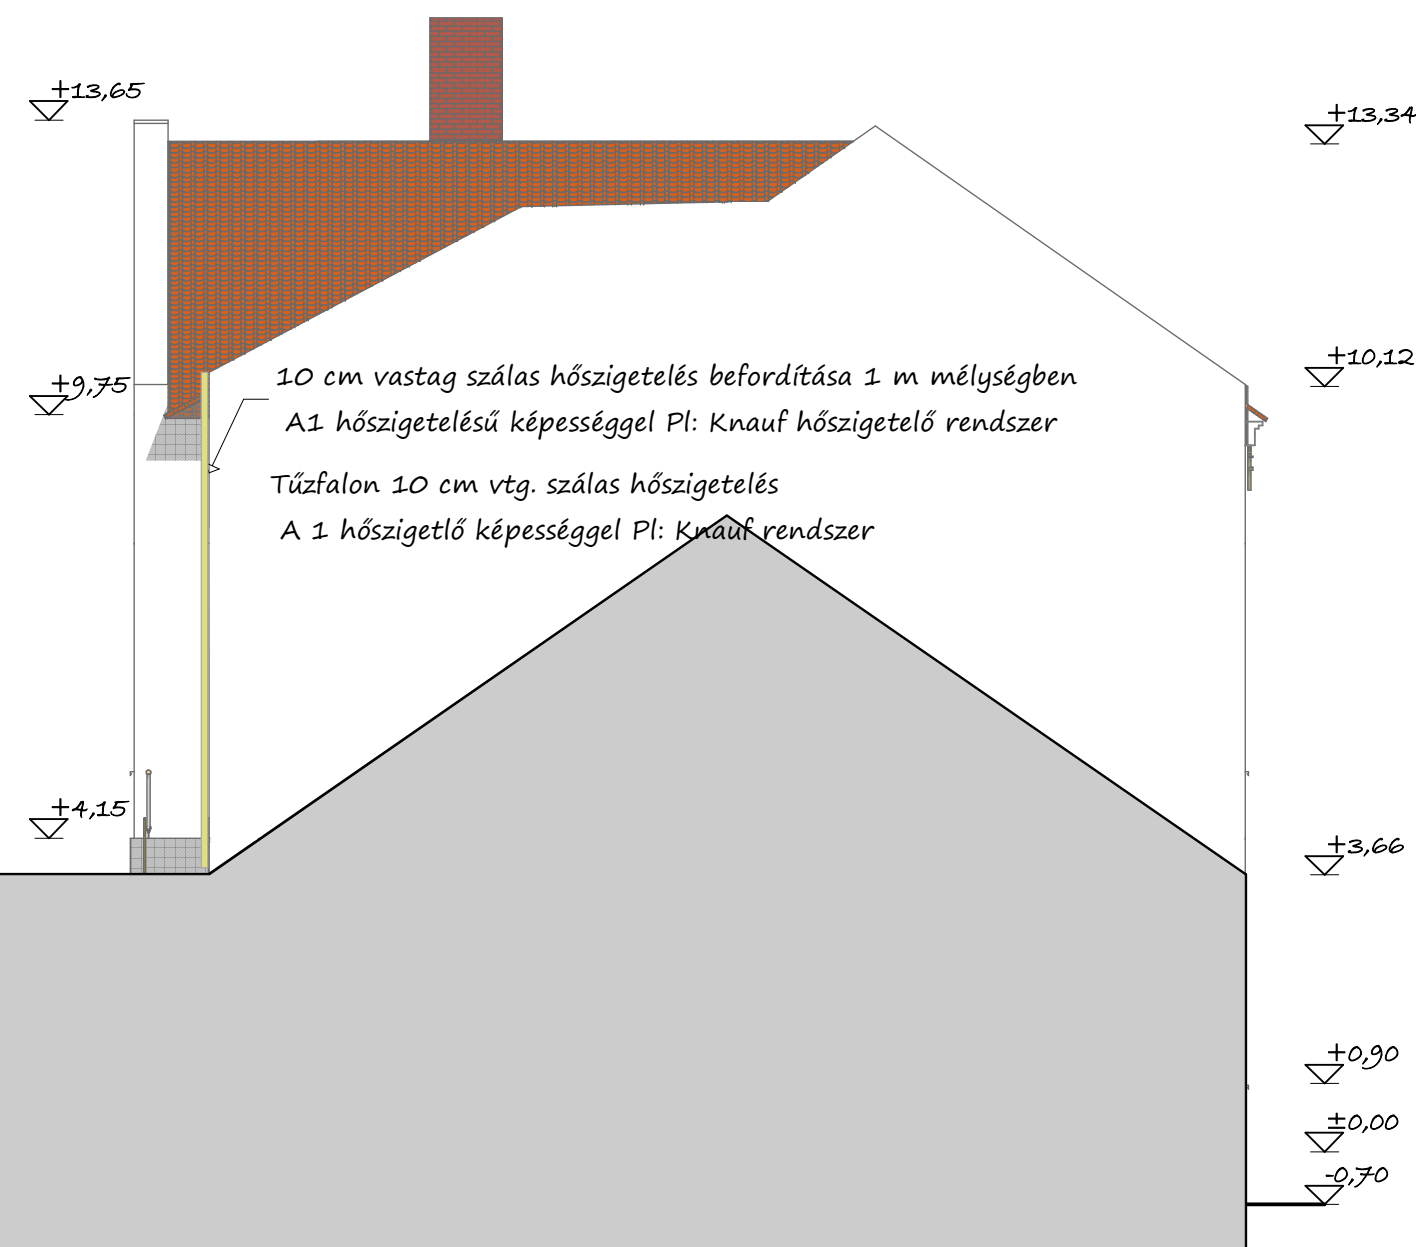 +13,65
+13,34
+9,75
+10,12
10 cm vastag szálas hőszigetelés befordítása 1 m mélységben
A1 hőszigetelésű képességgel Pl: Knauf hőszigetelő rendszer
Tűzfalon 10 cm vtg. szálas hőszigetelés
A 1 hőszigetlő képességgel Pl: Knauf rendszer
+4,15
+3,66
+0,90
±0,00
-0,70